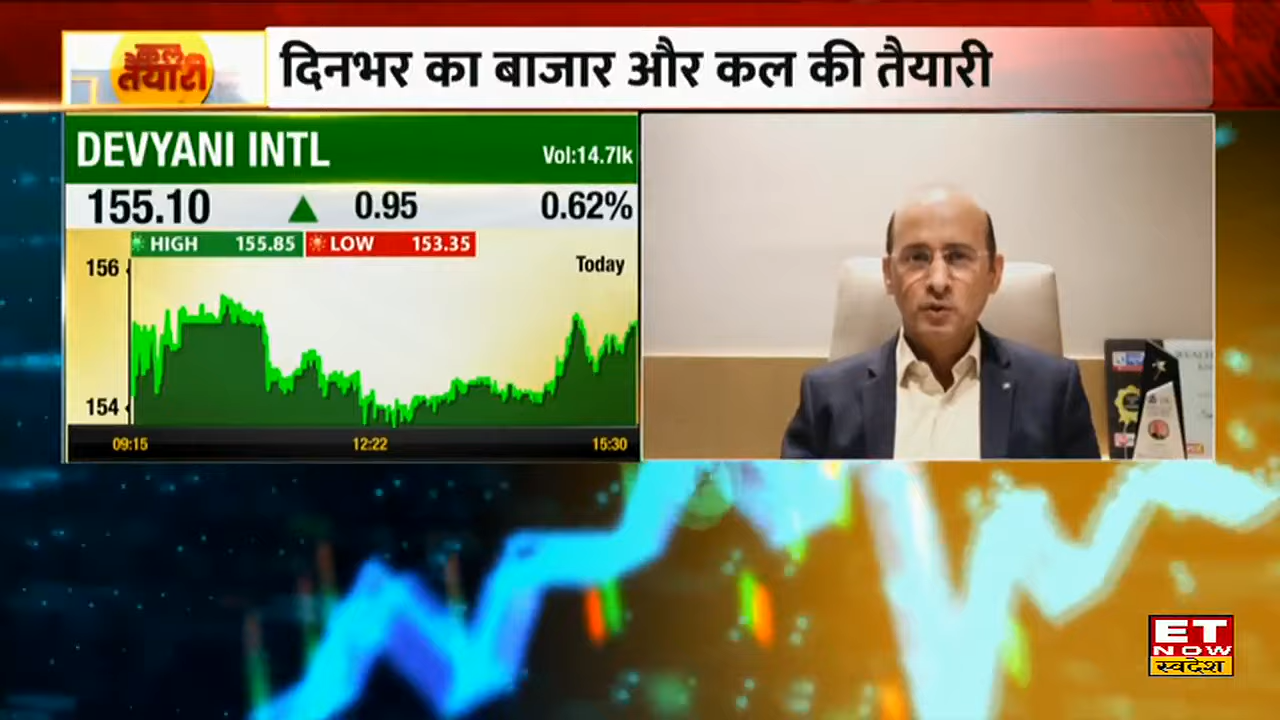 कल की तैयारी
दिनभर का बाजार और कल की तैयारी
DEVYANI INTL
Vol:14.7lk
155.10 ▲ 0.95 0.62%
HIGH 155.85 LOW 153.35
Today
156
154
09:15 12:22 15:30
ET
NOW
स्वदेश